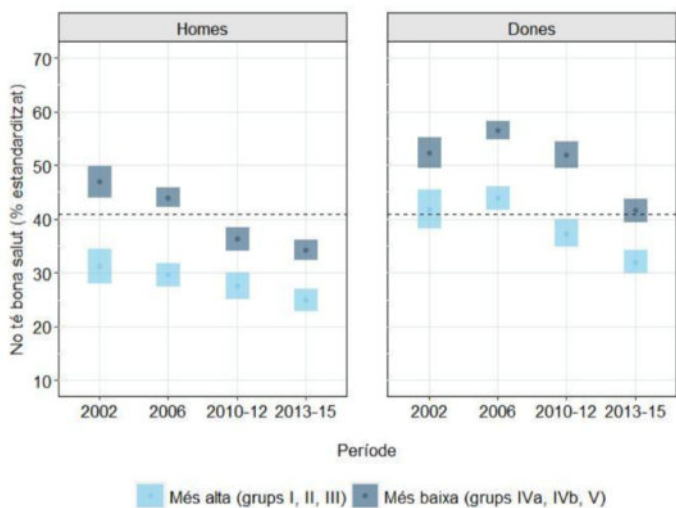 Homes
Dones
No té bona salut (% estandarditzat)
70
60
50
40
30
20
10
2002 2006 2010-12 2013-15
2002 2006 2010-12 2013-15
Període
Més alta (grups I, II, III)
Més baixa (grups IVa, IVb, V)